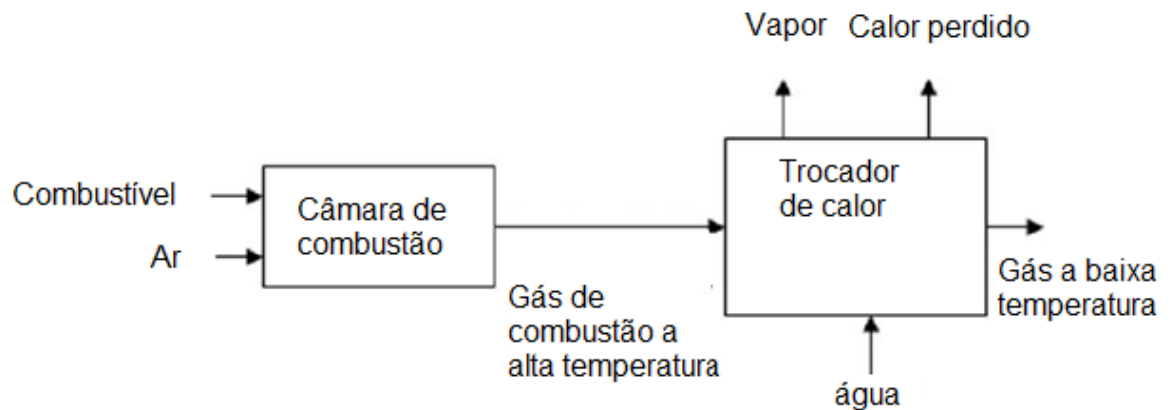 Vapor
Calor perdido
Combustível
Ar
Câmara de
combustão
Gás de
combustão a
alta temperatura
Trocador
de calor
Gás a baixa
temperatura
água